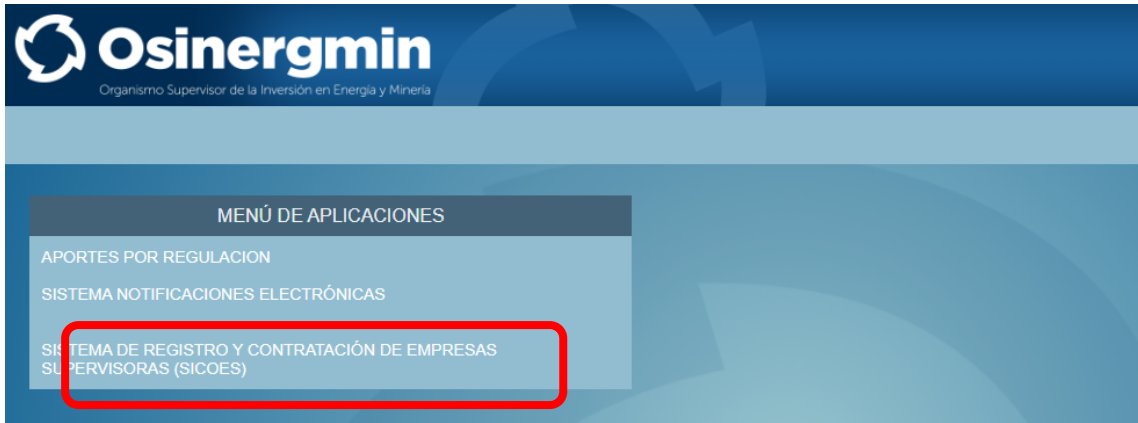 Osinergmin
Organismo Supervisor de la Inversión en Energía y Minería
MENÚ DE APLICACIONES
APORTES POR REGULACION
SISTEMA NOTIFICACIONES ELECTRÓNICAS
SISTEMA DE REGISTRO Y CONTRATACIÓN DE EMPRESAS
SUPERVISORAS (SICOES)